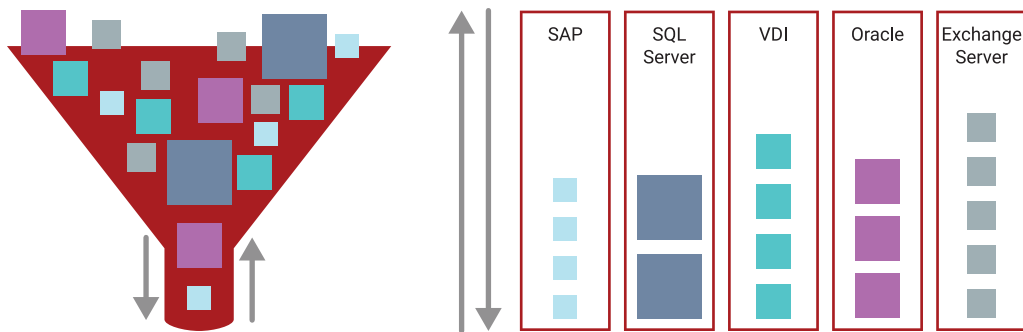 SAP
SQL
Server
VDI
Oracle
Exchange
Server